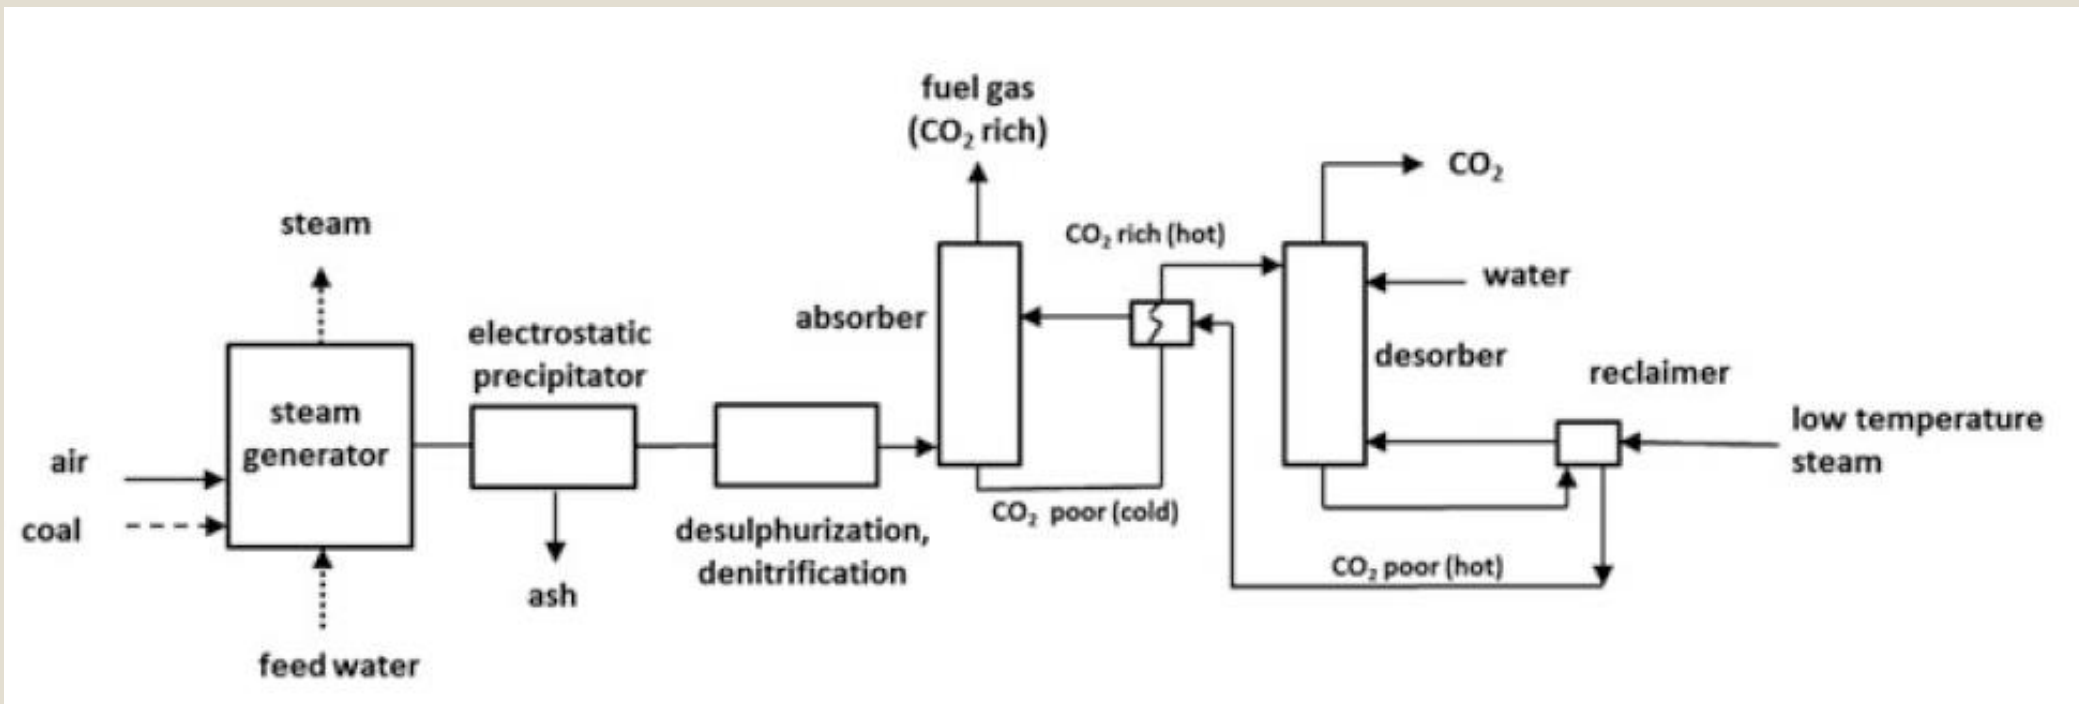 fuel gas
(CO₂ rich)
CO₂
steam
CO₂ rich (hot)
water
electrostatic
precipitator
absorber
desorber
reclaimer
steam
generator
low temperature
steam
air
coal
CO₂ poor (cold)
desulphurization,
denitrification
CO₂ poor (hot)
ash
feed water